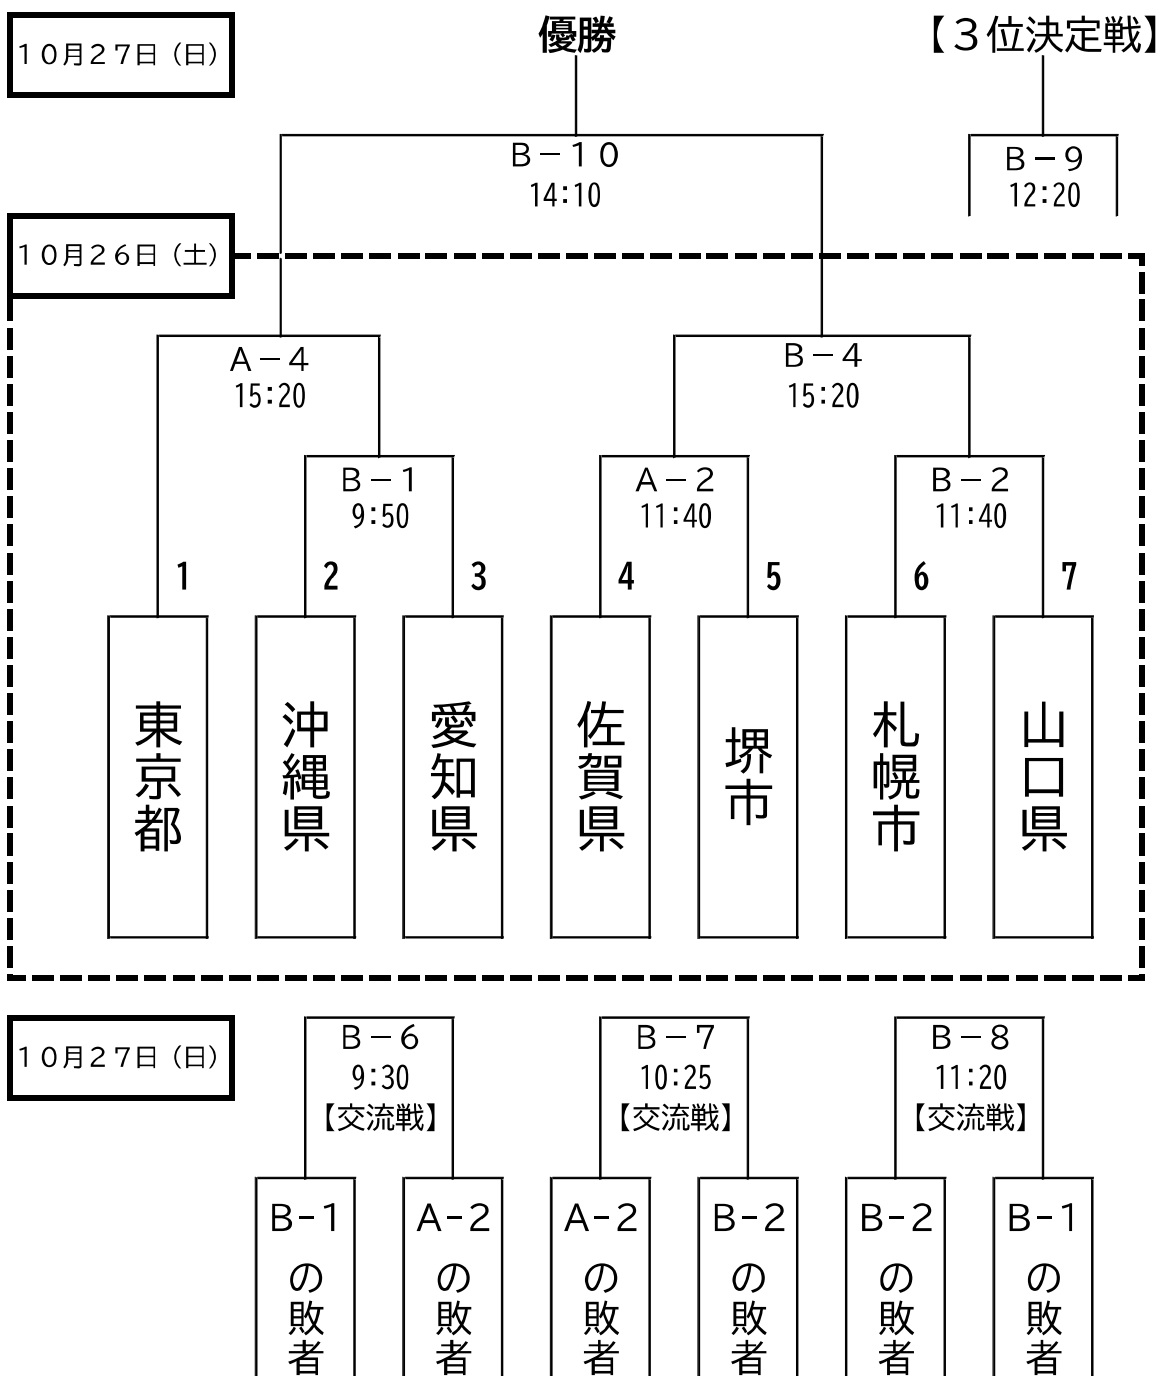 １０月２７日（日）
優勝
【３位決定戦】
Ｂ－１０
14：10
Ｂ－９
12：20
１０月２６日（土）
Ａ－４
15：20
Ｂ－４
15：20
Ｂ－１
9：50
Ａ－２
11：40
Ｂ－２
11：40
1
2
3
4
5
6
7
東京都
沖縄県
愛知県
佐賀県
堺市
札幌市
山口県
１０月２７日（日）
Ｂ－６
9：30
【交流戦】
Ｂ－７
10：25
【交流戦】
Ｂ－８
11：20
【交流戦】
B-1の敗者
A-2の敗者
A-2の敗者
B-2の敗者
B-2の敗者
B-1の敗者